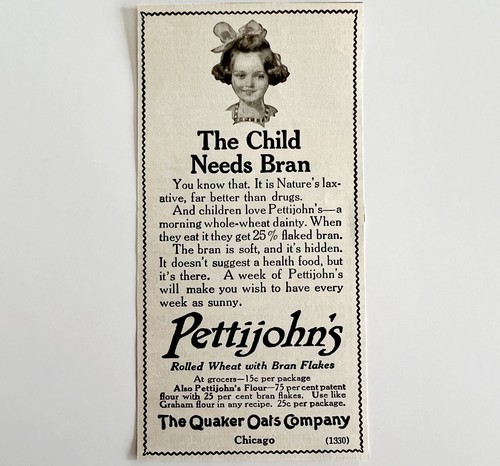 The Child
Needs Bran
You know that. It is Nature's lax-
ative, far better than drugs.
And children love Pettijohn's—a
morning whole-wheat dainty. When
they eat it they get 25% flaked bran.
The bran is soft, and it's hidden.
It doesn't suggest a health food, but
it's there. A week of Pettijohn's
will make you wish to have every
week as sunny.
Pettijohn's
Rolled Wheat with Bran Flakes
At grocers—15c per package
Also Pettijohn's Flour—75 per cent patent
flour with 25 per cent bran flakes. Use like
Graham flour in any recipe. 25c per package.
The Quaker Oats Company
Chicago (1330)